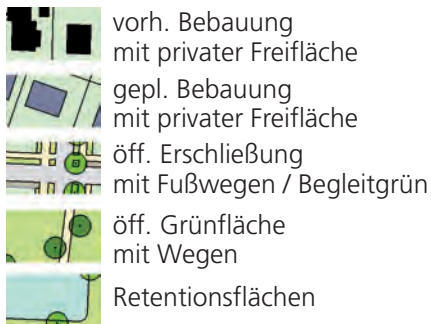 vorh. Bebauung
mit privater Freifläche
gepl. Bebauung
mit privater Freifläche
öff. Erschließung
mit Fußwegen / Begleitgrün
öff. Grünfläche
mit Wegen
Retentionsflächen